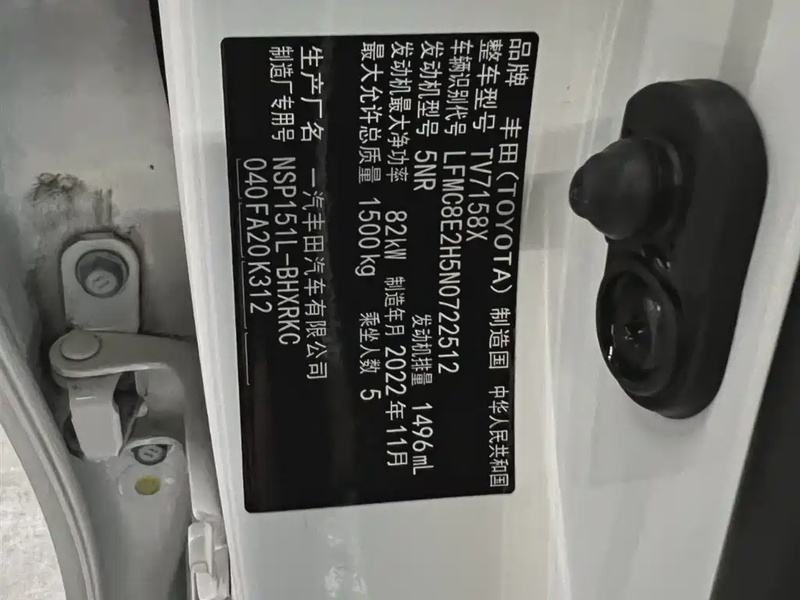 品牌 丰田(TOYOTA) 制造国 中华人民共和国
整车型号 TV7158X
车辆识别代号 LFMC8E2H5N0722512
发动机型号 5NR 发动机排量 1496mL
发动机最大净功率 82kW 制造年月 2022年11月
最大允许总质量 1500kg 乘坐人数 5
生产厂名 一汽丰田汽车有限公司
制造厂专用号 NSP151L-BHXRKC
040FA20K312